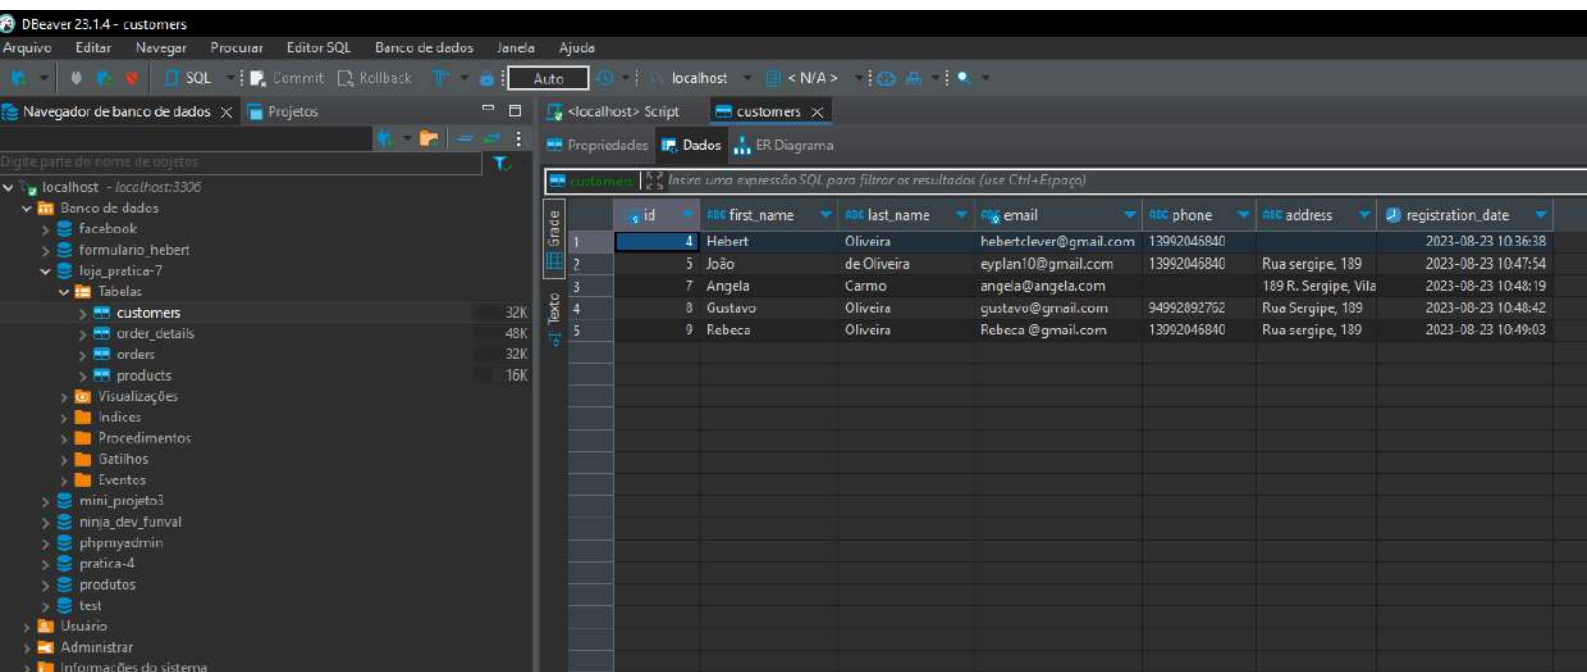 DBeaver 23.1.4 - customers
Arquivo Editar Navegar Procurar Editor SQL Banco de dados Janela Ajuda
SQL Commit Rollback Auto localhost < N/A >
Navegador de banco de dados Projetos
Digite parte do nome de objetos
localhost - localhost:3306
Banco de dados
facebook
formulario_hebert
loja_pratica-7
Tabelas
customers 32K
order_details 48K
orders 32K
products 16K
Visualizações
Indices
Procedimentos
Gatilhos
Eventos
mini_projeto3
ninja_dev_funval
phpmyadmin
pratica-4
produtos
test
Usuário
Administrar
Informações do sistema
<localhost> Script customers
Propriedades Dados ER Diagrama
customers Insira uma expressão SQL para filtrar os resultados (use Ctrl+Espaço)
Grade
Texto
id ABC first_name ABC last_name ABC email ABC phone ABC address registration_date
1 4 Hebert Oliveira hebertclever@gmail.com 13992046840 2023-08-23 10:36:38
2 5 João de Oliveira eyplan10@gmail.com 13992046840 Rua sergipe, 189 2023-08-23 10:47:54
3 7 Angela Carmo angela@angela.com 189 R. Sergipe, Vila 2023-08-23 10:48:19
4 8 Gustavo Oliveira gustavo@gmail.com 94992892762 Rua Sergipe, 189 2023-08-23 10:48:42
5 9 Rebeca Oliveira Rebeca @gmail.com 13992046840 Rua sergipe, 189 2023-08-23 10:49:03